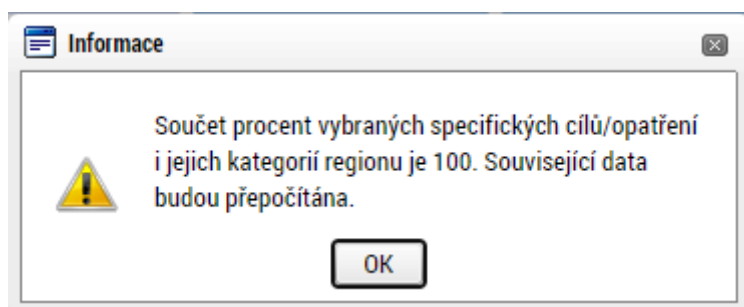 Informace
Součet procent vybraných specifických cílů/opatření
i jejich kategorií regionu je 100. Související data
budou přepočítána.
OK